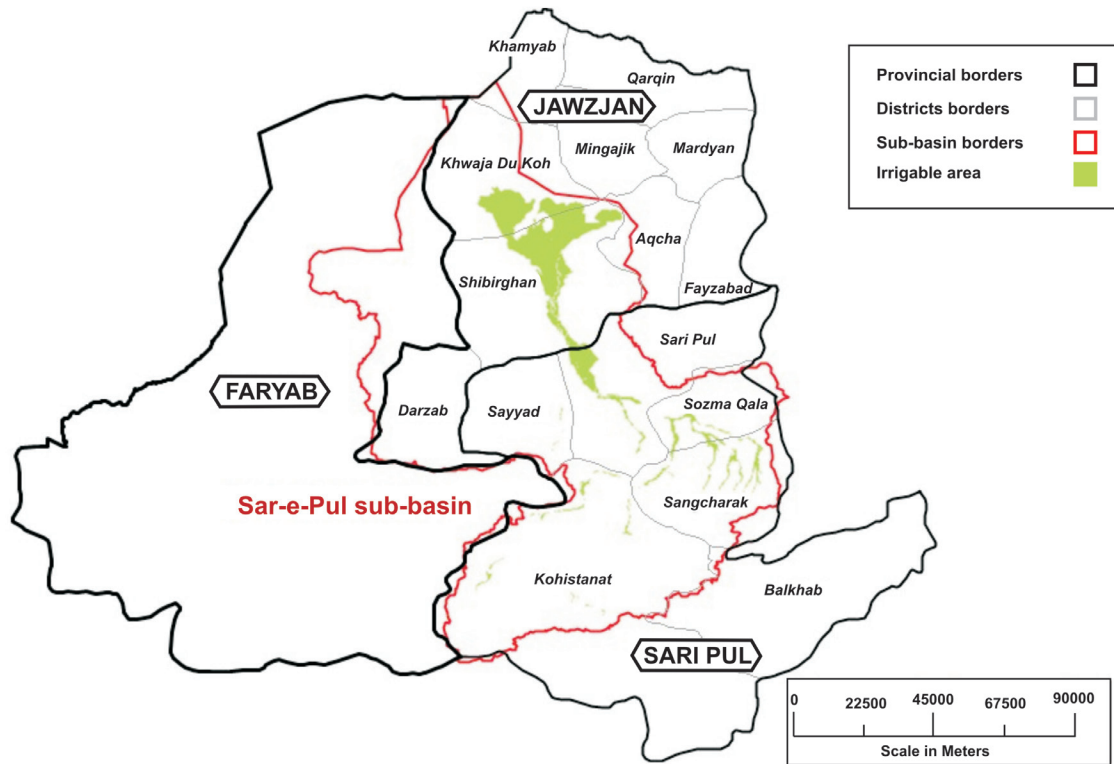 Khamyab
Qarqin
JAWZJAN
Mingajik
Mardyan
Khwaja Du Koh
Aqcha
Shibirghan
Fayzabad
Sari Pul
FARYAB
Darzab
Sayyad
Sozma Qala
Sar-e-Pul sub-basin
Sangcharak
Kohistanat
Balkhab
SARI PUL
Provincial borders
Districts borders
Sub-basin borders
Irrigable area
0 22500 45000 67500 90000
Scale in Meters